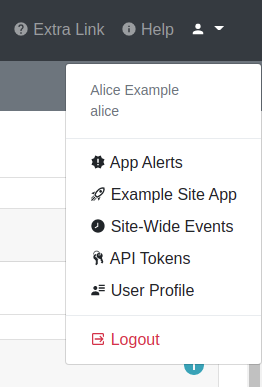 Extra Link
Help
Alice Example
alice
App Alerts
Example Site App
Site-Wide Events
API Tokens
User Profile
Logout